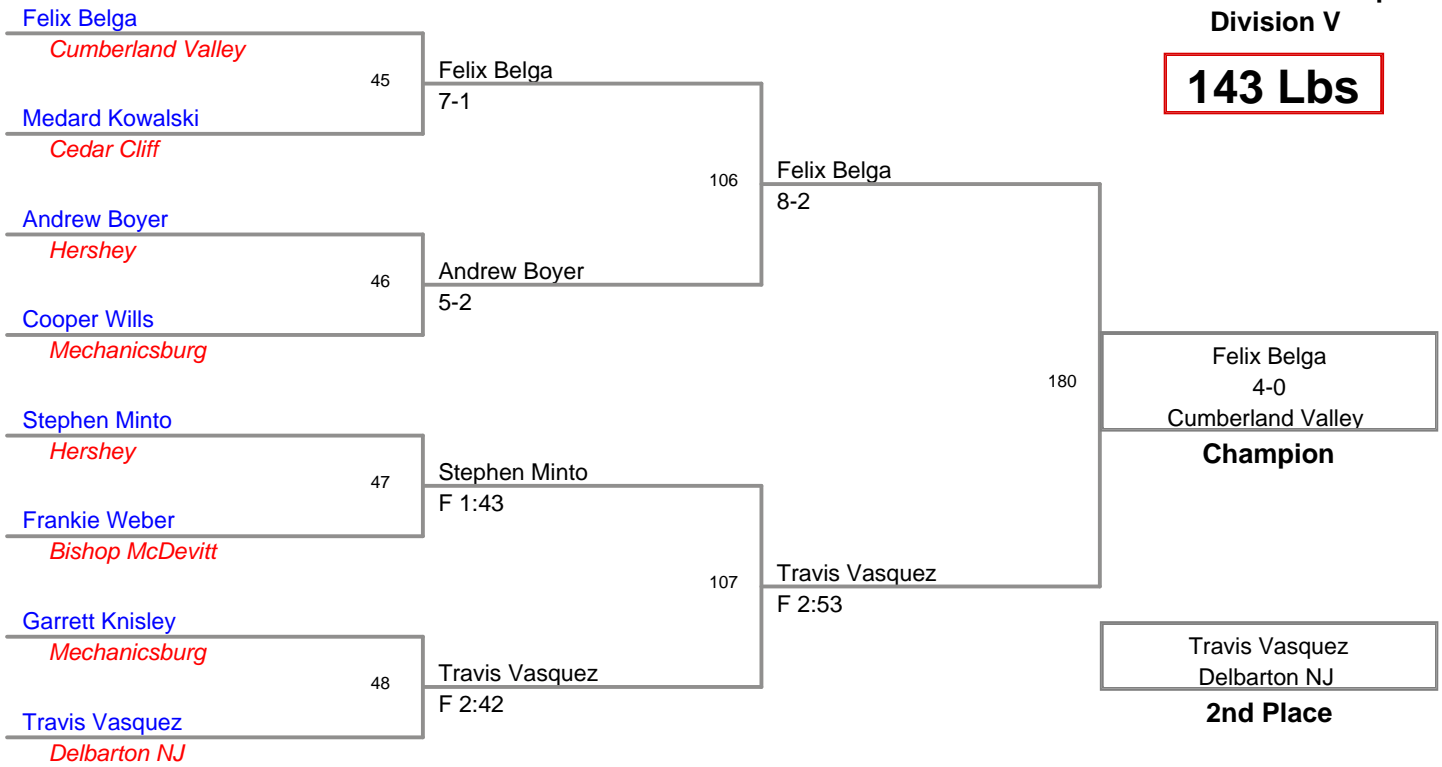 Division V
143 Lbs
Felix Belga
Cumberland Valley
45
Medard Kowalski
Cedar Cliff
Felix Belga
7-1
Andrew Boyer
Hershey
46
Cooper Wills
Mechanicsburg
Andrew Boyer
5-2
106
Felix Belga
8-2
Stephen Minto
Hershey
47
Frankie Weber
Bishop McDevitt
Stephen Minto
F 1:43
Garrett Knisley
Mechanicsburg
48
Travis Vasquez
Delbarton NJ
Travis Vasquez
F 2:42
107
Travis Vasquez
F 2:53
180
Felix Belga
4-0
Cumberland Valley
Champion
Travis Vasquez
Delbarton NJ
2nd Place